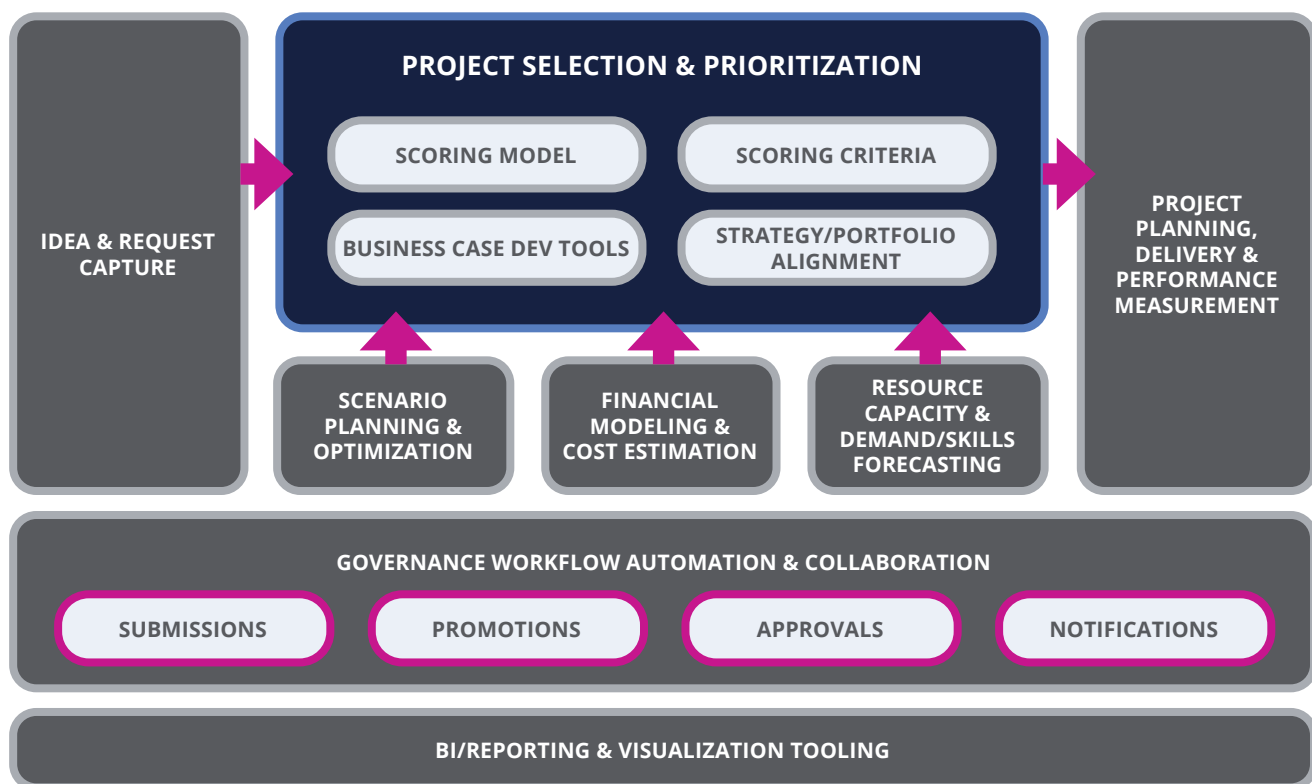 PROJECT SELECTION & PRIORITIZATION
SCORING MODEL
SCORING CRITERIA
BUSINESS CASE DEV TOOLS
STRATEGY/PORTFOLIO
ALIGNMENT
IDEA & REQUEST
CAPTURE
PROJECT
PLANNING,
DELIVERY &
PERFORMANCE
MEASUREMENT
SCENARIO
PLANNING &
OPTIMIZATION
FINANCIAL
MODELING &
COST ESTIMATION
RESOURCE
CAPACITY &
DEMAND/SKILLS
FORECASTING
GOVERNANCE WORKFLOW AUTOMATION & COLLABORATION
SUBMISSIONS
PROMOTIONS
APPROVALS
NOTIFICATIONS
BI/REPORTING & VISUALIZATION TOOLING